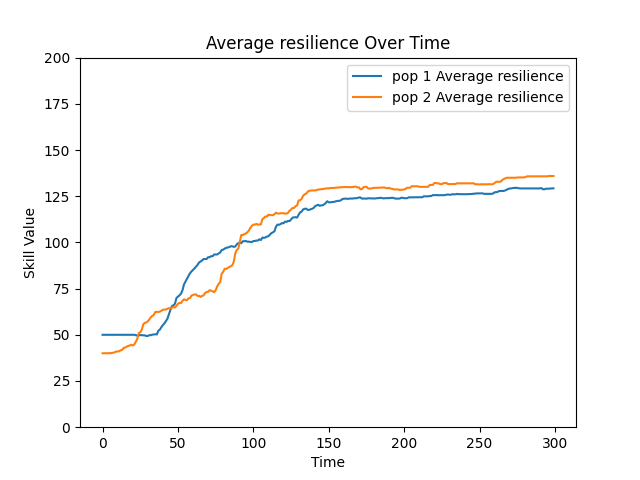 Average resilience Over Time
pop 1 Average resilience
pop 2 Average resilience
Skill Value
200
175
150
125
100
75
50
25
0
0 50 100 150 200 250 300
Time